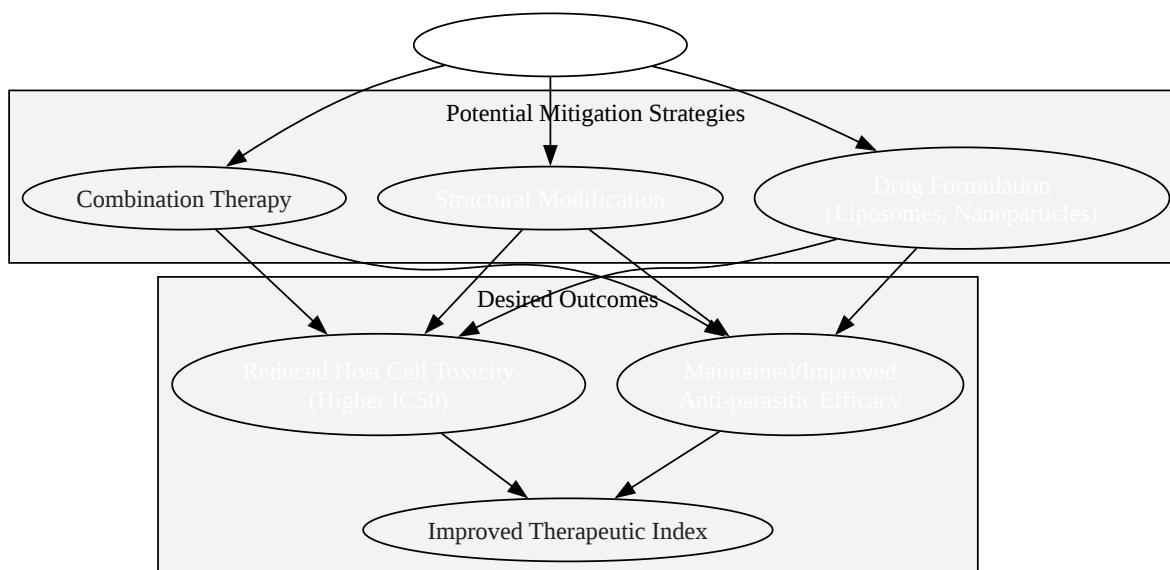 Potential Mitigation Strategies
Combination Therapy
Structural Modification
Drug Formulation
(Liposomes, Nanoparticles)
Desired Outcomes
Reduced Host Cell Toxicity
(Higher IC50)
Maintained/Improved
Anti-parasitic Efficacy
Improved Therapeutic Index